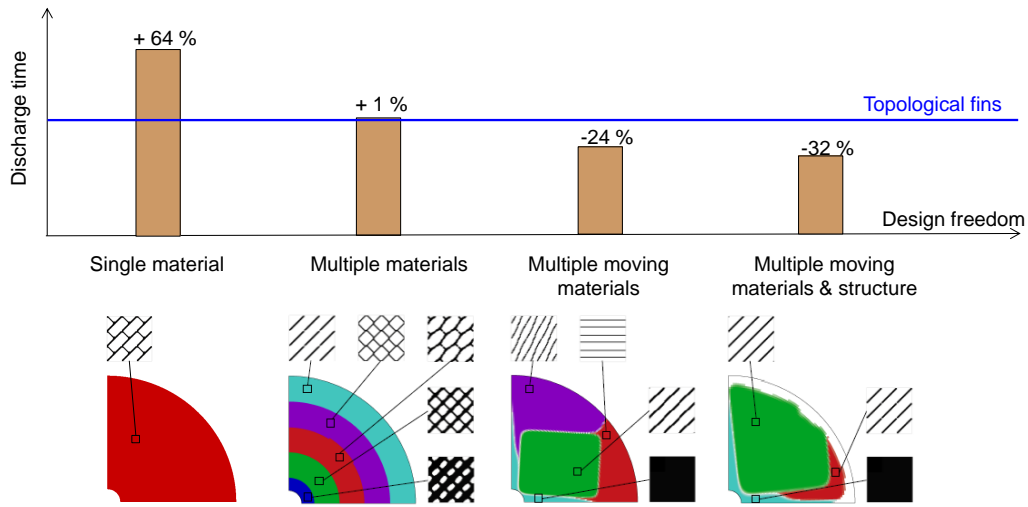 Discharge time
+ 64 %
+ 1 %
-24 %
-32 %
Topological fins
Design freedom
Single material
Multiple materials
Multiple moving
materials
Multiple moving
materials & structure